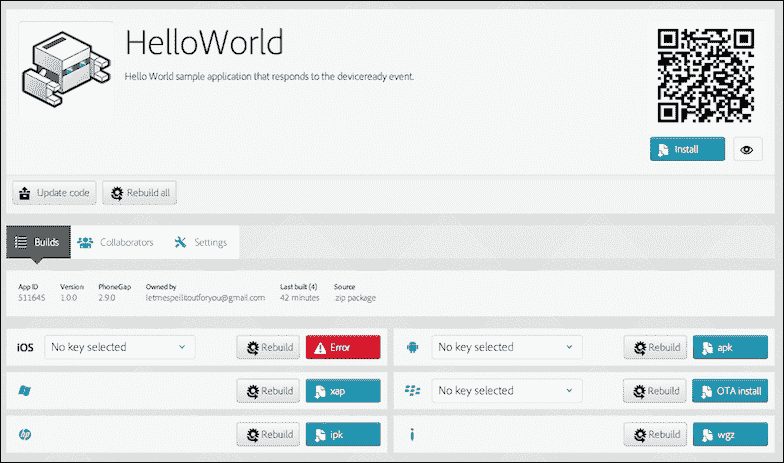 HelloWorld
Hello World sample application that responds to the deviceready event.
Install
Update code
Rebuild all
Builds
Collaborators
Settings
App ID Version PhoneGap Owned by Last built (4) Source
511645 1.0.0 2.9.0 letmespellitoutforyou@gmail.com 42 minutes .zip package
iOS No key selected Rebuild Error
No key selected Rebuild apk
Rebuild xap
No key selected Rebuild OTA install
hp Rebuild ipk
Rebuild wgz